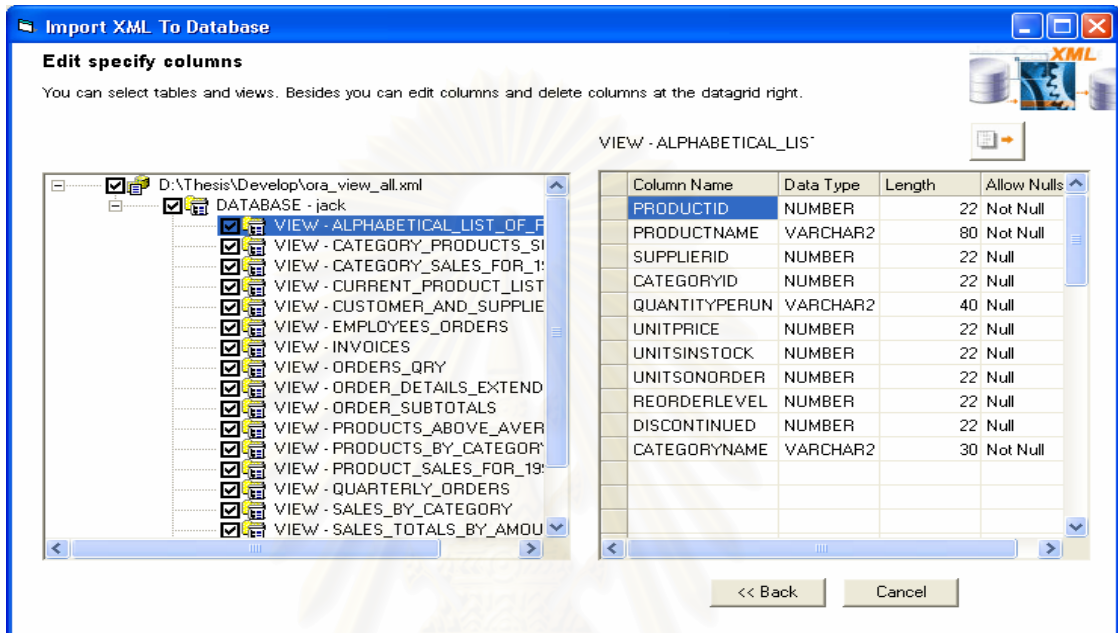 Import XML To Database
Edit specify columns
XML
You can select tables and views. Besides you can edit columns and delete columns at the datagrid right.
VIEW - ALPHABETICAL_LIS
D:\Thesis\Develop\ora_view_all.xml
DATABASE - jack
VIEW - ALPHABETICAL_LIST_OF_P
VIEW - CATEGORY_PRODUCTS_S
VIEW - CATEGORY_SALES_FOR_1
VIEW - CURRENT_PRODUCT_LIST
VIEW - CUSTOMER_AND_SUPPLIE
VIEW - EMPLOYEES_ORDERS
VIEW - INVOICES
VIEW - ORDERS_QRY
VIEW - ORDER_DETAILS_EXTEND
VIEW - ORDER_SUBTOTALS
VIEW - PRODUCTS_ABOVE_AVER
VIEW - PRODUCTS_BY_CATEGOR
VIEW - PRODUCT_SALES_FOR_19
VIEW - QUARTERLY_ORDERS
VIEW - SALES_BY_CATEGORY
VIEW - SALES_TOTALS_BY_AMOU
Column Name Data Type Length Allow Nulls
PRODUCTID NUMBER 22 Not Null
PRODUCTNAME VARCHAR2 80 Not Null
SUPPLIERID NUMBER 22 Null
CATEGORYID NUMBER 22 Null
QUANTITYPERUN VARCHAR2 40 Null
UNITPRICE NUMBER 22 Null
UNITSINSTOCK NUMBER 22 Null
UNITSONORDER NUMBER 22 Null
REORDERLEVEL NUMBER 22 Null
DISCONTINUED NUMBER 22 Null
CATEGORYNAME VARCHAR2 30 Not Null
<< Back Cancel